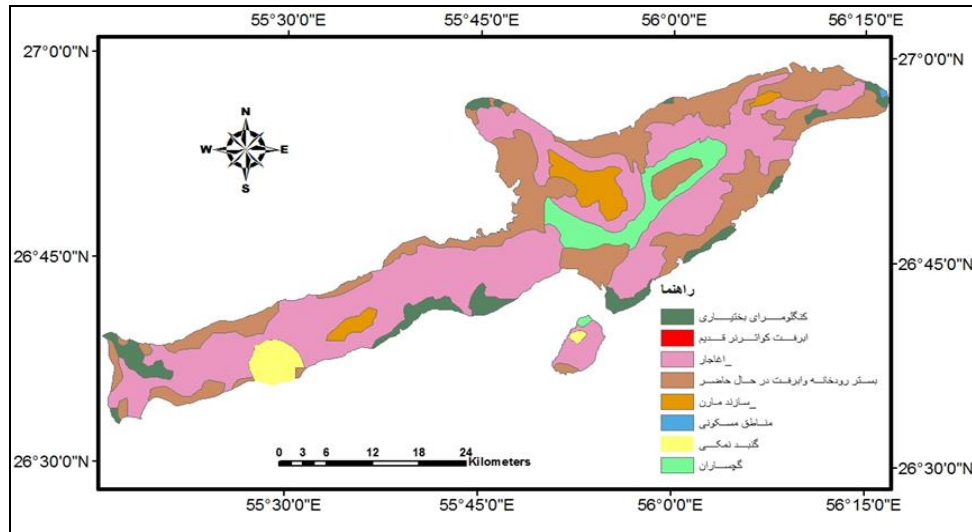 55°30'0"E 55°45'0"E 56°0'0"E 56°15'0"E
27°0'0"N 27°0'0"N
N
W E
S
26°45'0"N 26°45'0"N
راهنما
کنگلومرای بختیاری
ابرفت کواترنر قدیم
_اغاجار
بستر رودخانه وابرفت در حال حاضر
_سازند مارن
مناطق مسکونی
گنبد نمکی
گچساران
0 3 6 12 18 24
Kilometers
26°30'0"N 26°30'0"N
55°30'0"E 55°45'0"E 56°0'0"E 56°15'0"E